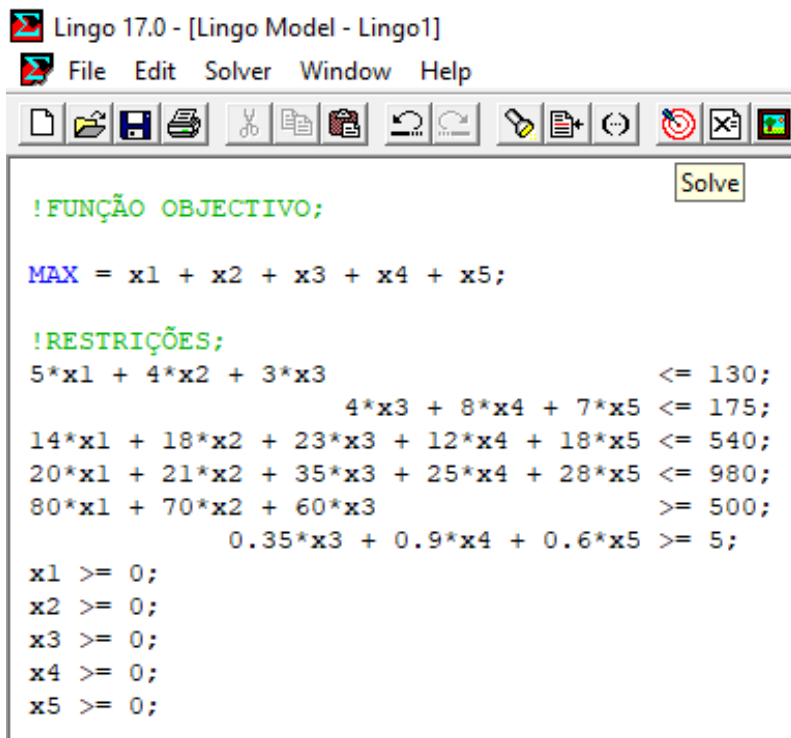 Lingo 17.0 - [Lingo Model - Lingo1]
File Edit Solver Window Help
Solve
!FUNÇÃO OBJECTIVO;
MAX = x1 + x2 + x3 + x4 + x5;
!RESTRIÇÕES;
5*x1 + 4*x2 + 3*x3 <= 130;
4*x3 + 8*x4 + 7*x5 <= 175;
14*x1 + 18*x2 + 23*x3 + 12*x4 + 18*x5 <= 540;
20*x1 + 21*x2 + 35*x3 + 25*x4 + 28*x5 <= 980;
80*x1 + 70*x2 + 60*x3 >= 500;
0.35*x3 + 0.9*x4 + 0.6*x5 >= 5;
x1 >= 0;
x2 >= 0;
x3 >= 0;
x4 >= 0;
x5 >= 0;